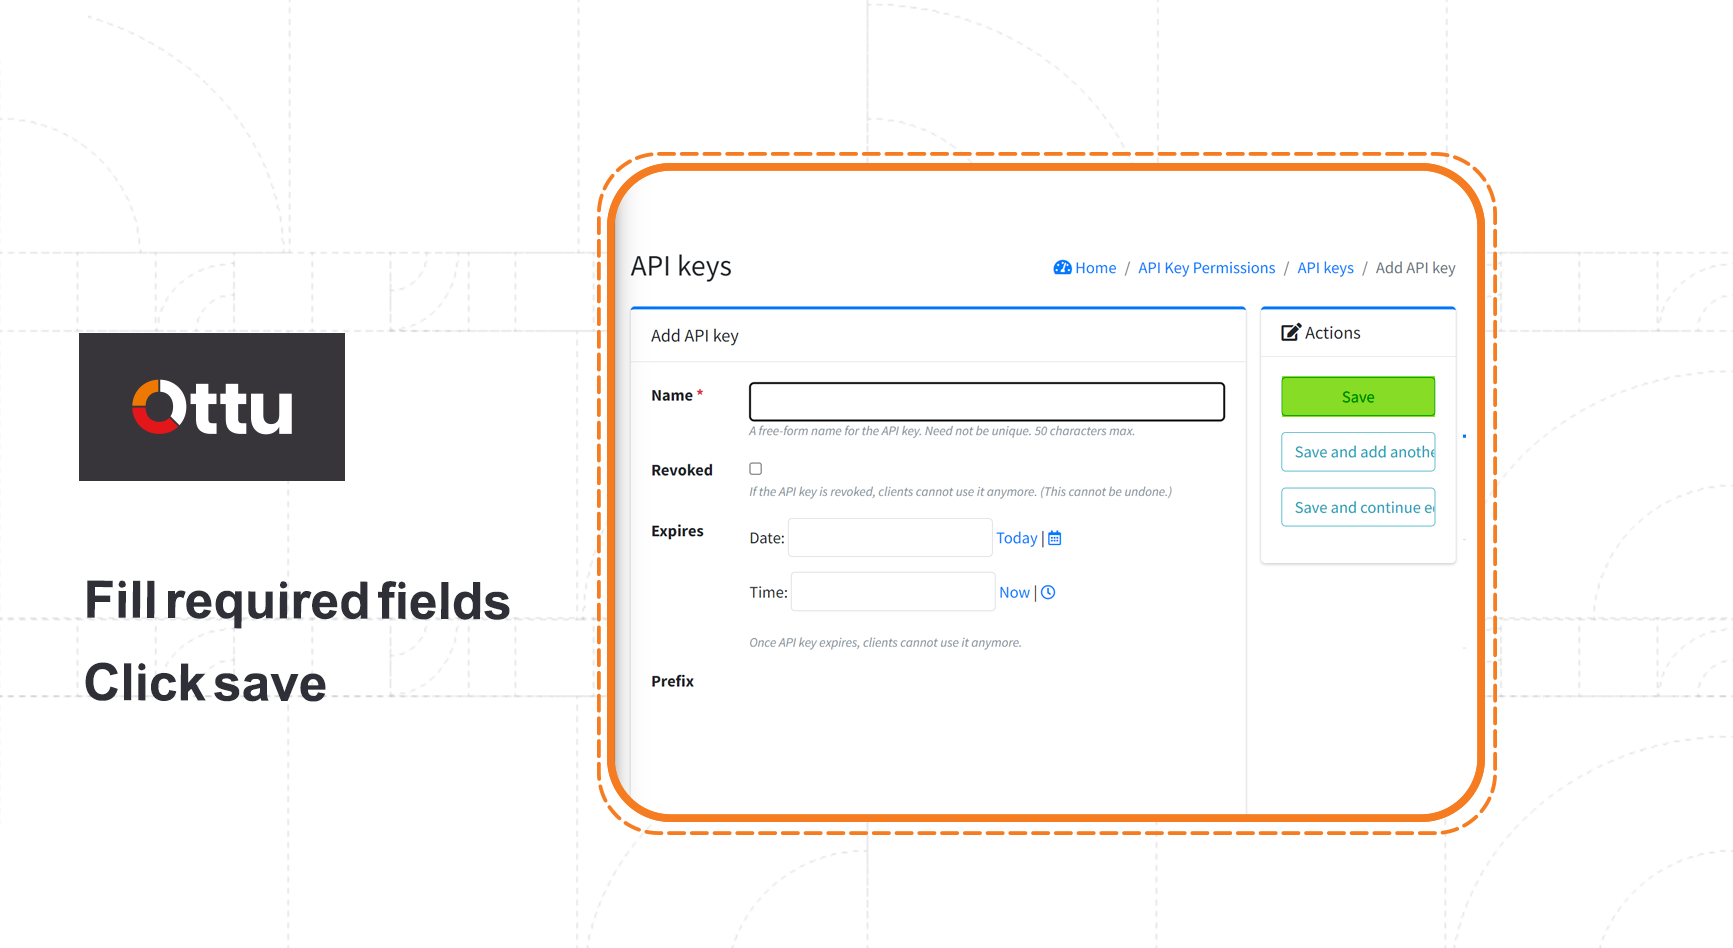 Ottu
Fill required fields
Click save
API keys
Home / API Key Permissions / API keys / Add API key
Add API key
Name *
A free-form name for the API key. Need not be unique. 50 characters max.
Revoked
If the API key is revoked, clients cannot use it anymore. (This cannot be undone.)
Expires
Date:
Today |
Time:
Now |
Once API key expires, clients cannot use it anymore.
Prefix
Actions
Save
Save and add anothe
Save and continue e